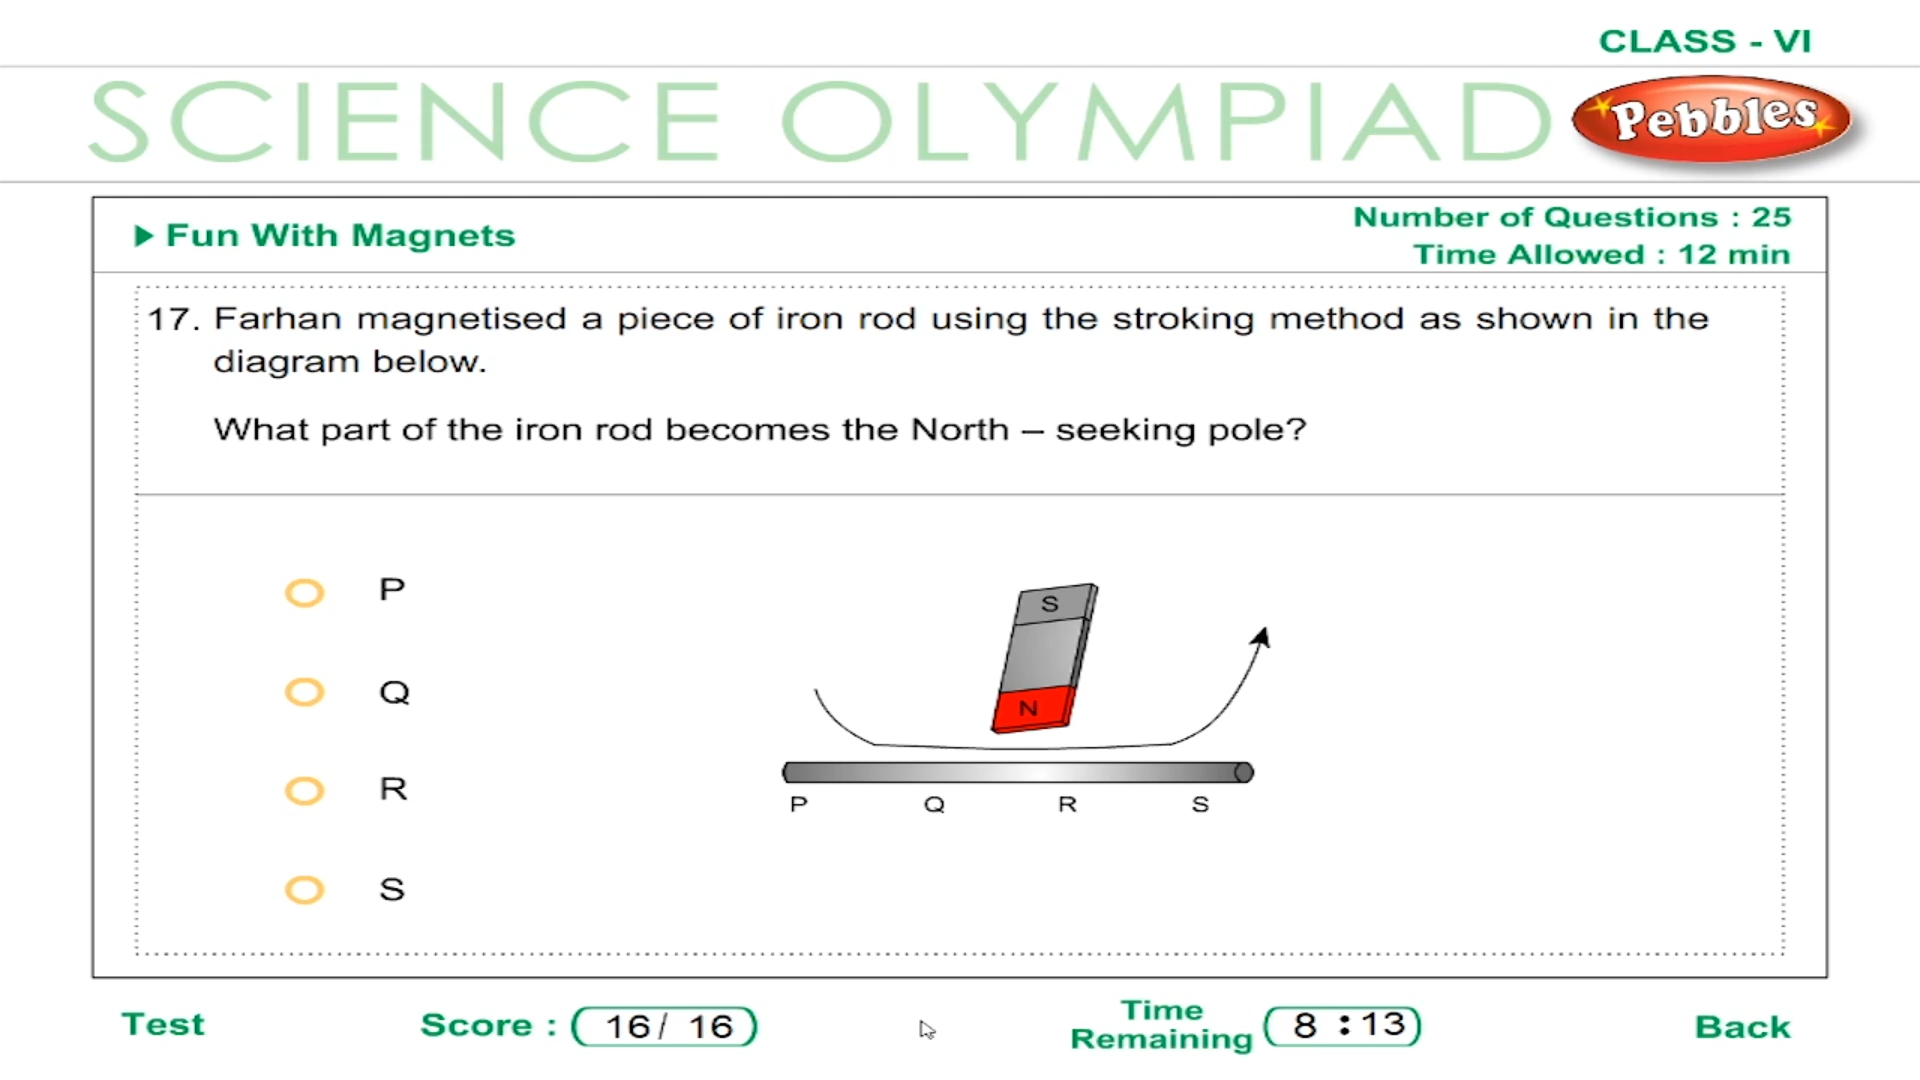 CLASS - VI
SCIENCE OLYMPIAD
Pebbles
Fun With Magnets
Number of Questions : 25
Time Allowed : 12 min
17. Farhan magnetised a piece of iron rod using the stroking method as shown in the
diagram below.
What part of the iron rod becomes the North – seeking pole?
P
Q
R
S
S
N
P Q R S
Test
Score : 16/ 16
Time
Remaining 8 : 13
Back